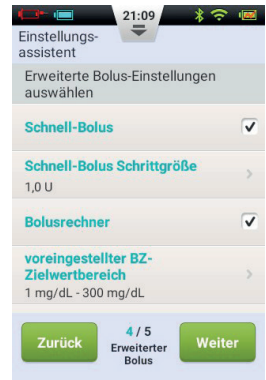 21:09
Einstellungs-
assistent
Erweiterte Bolus-Einstellungen
auswählen
Schnell-Bolus
Schnell-Bolus Schrittgröße
1,0 U
Bolusrechner
voreingestellter BZ-
Zielwertbereich
1 mg/dL - 300 mg/dL
Zurück
4 / 5
Erweiterter
Bolus
Weiter